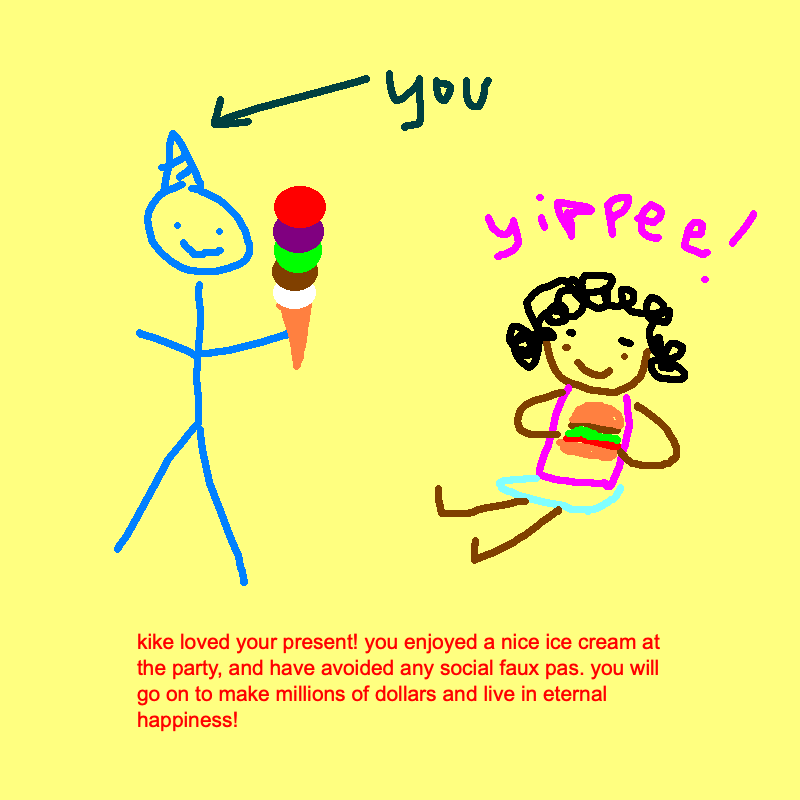 you
yippee!
kike loved your present! you enjoyed a nice ice cream at
the party, and have avoided any social faux pas. you will
go on to make millions of dollars and live in eternal
happiness!